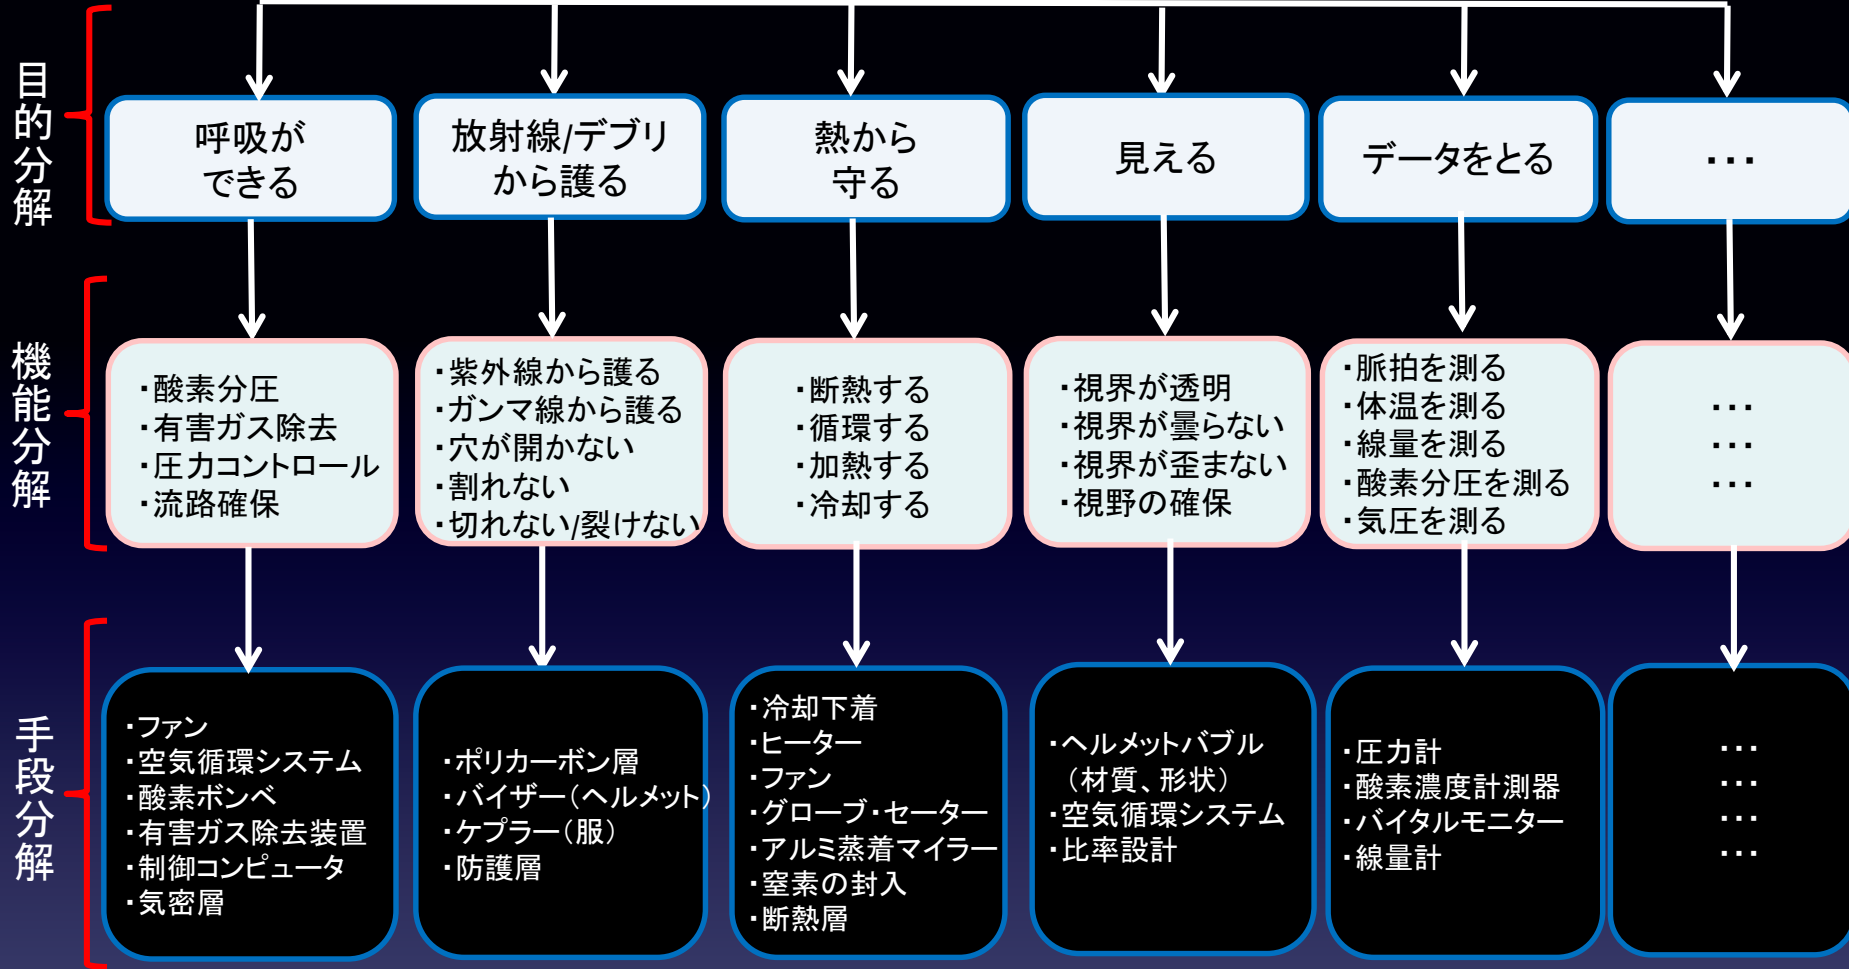 目的分解
呼吸が
できる
放射線/デブリ
から護る
熱から
守る
見える
データをとる
・・・
機能分解
・酸素分圧
・有害ガス除去
・圧力コントロール
・流路確保
・紫外線から護る
・ガンマ線から護る
・穴が開かない
・割れない
・切れない/裂けない
・断熱する
・循環する
・加熱する
・冷却する
・視界が透明
・視界が曇らない
・視界が歪まない
・視野の確保
・脈拍を測る
・体温を測る
・線量を測る
・酸素分圧を測る
・気圧を測る
・・・
・・・
・・・
手段分解
・ファン
・空気循環システム
・酸素ボンベ
・有害ガス除去装置
・制御コンピュータ
・気密層
・ポリカーボン層
・バイザー（ヘルメット）
・ケプラー（服）
・防護層
・冷却下着
・ヒーター
・ファン
・グローブ・セーター
・アルミ蒸着マイラー
・窒素の封入
・断熱層
・ヘルメットバブル
（材質、形状）
・空気循環システム
・比率設計
・圧力計
・酸素濃度計測器
・バイタルモニター
・線量計
・・・
・・・
・・・
・・・